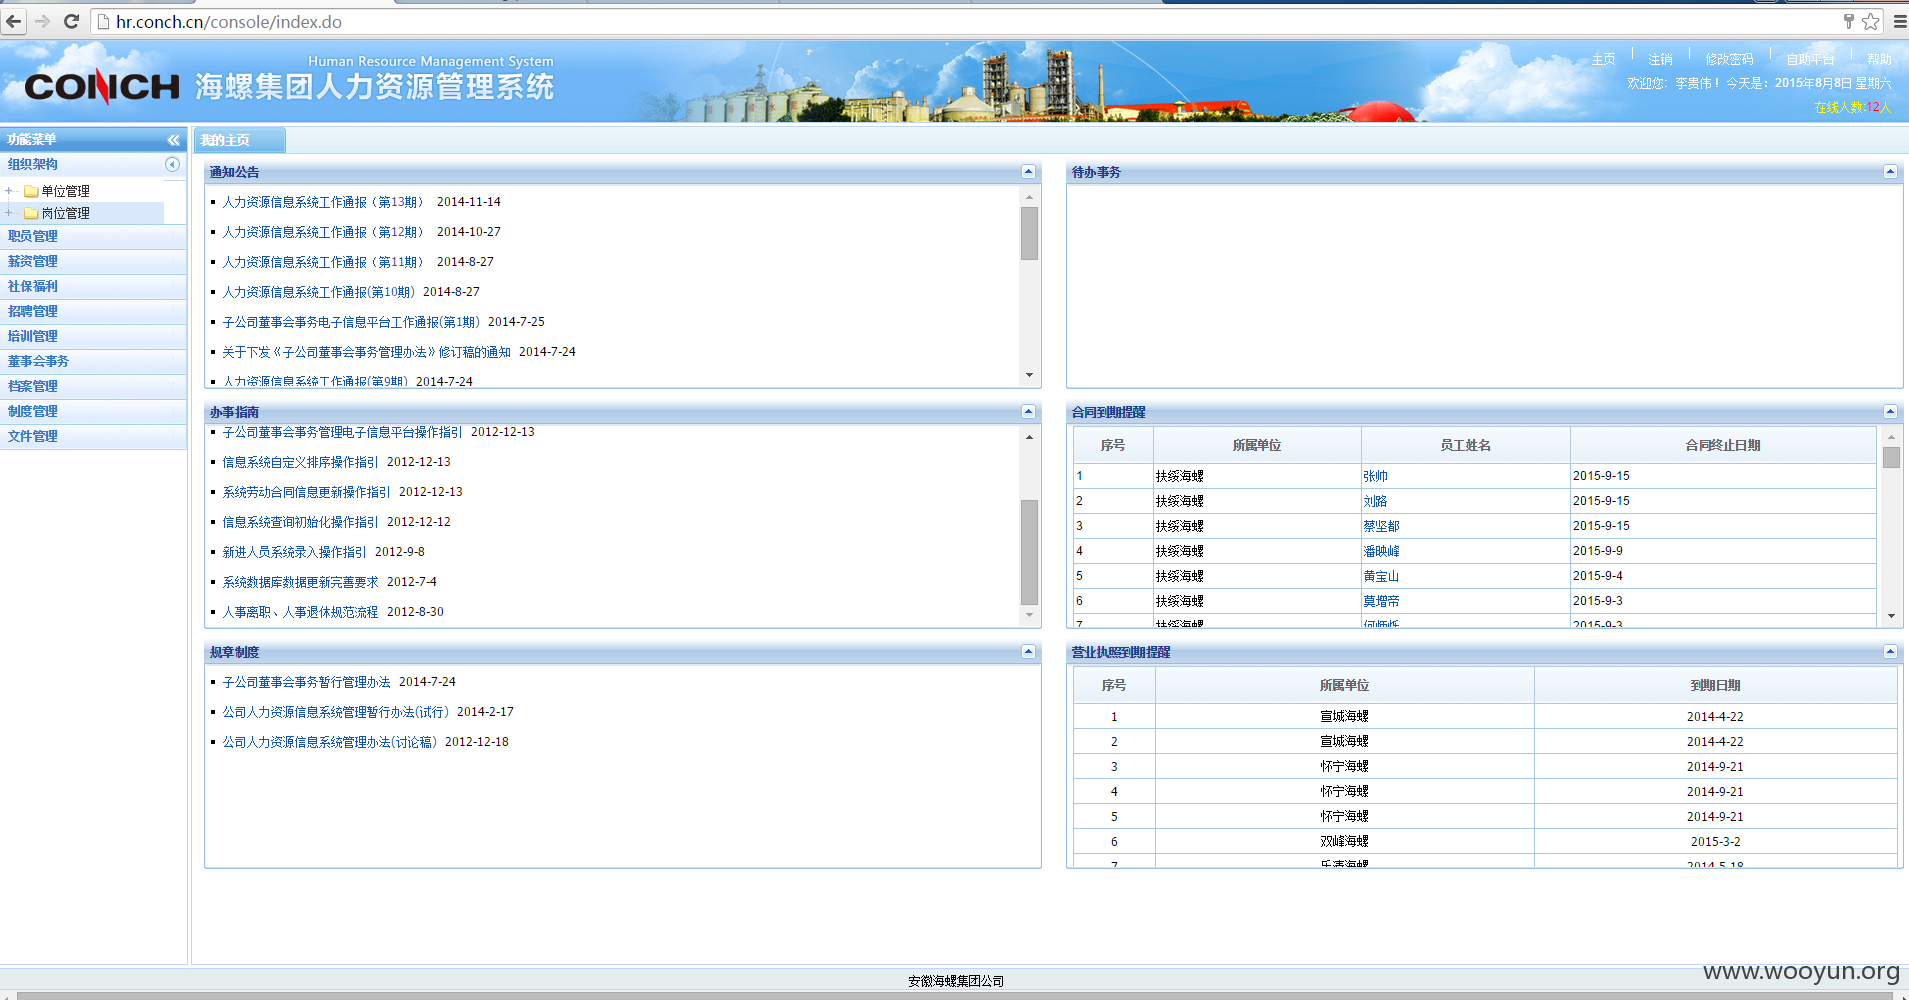 hr.conch.cn/console/index.do
Human Resource Management System
CONCH 海螺集团人力资源管理系统
主页 注销 修改密码 自助平台 帮助
欢迎您: 李贵伟！今天是: 2015年8月8日 星期六
在线人数:12人
功能菜单
组织架构
单位管理
岗位管理
职员管理
薪资管理
社保福利
招聘管理
培训管理
董事会事务
档案管理
制度管理
文件管理
我的主页
通知公告
人力资源信息系统工作通报（第13期） 2014-11-14
人力资源信息系统工作通报（第12期） 2014-10-27
人力资源信息系统工作通报（第11期） 2014-8-27
人力资源信息系统工作通报(第10期) 2014-8-27
子公司董事会事务电子信息平台工作通报(第1期) 2014-7-25
关于下发《子公司董事会事务管理办法》修订稿的通知 2014-7-24
人力资源信息系统工作通报(第9期) 2014-7-24
待办事务
办事指南
子公司董事会事务管理电子信息平台操作指引 2012-12-13
信息系统自定义排序操作指引 2012-12-13
系统劳动合同信息更新操作指引 2012-12-13
信息系统查询初始化操作指引 2012-12-12
新进人员系统录入操作指引 2012-9-8
系统数据库数据更新完善要求 2012-7-4
人事离职、人事退休规范流程 2012-8-30
合同到期提醒
序号 所属单位 员工姓名 合同终止日期
1 扶绥海螺 张帅 2015-9-15
2 扶绥海螺 刘路 2015-9-15
3 扶绥海螺 蔡坚都 2015-9-15
4 扶绥海螺 潘映峰 2015-9-9
5 扶绥海螺 黄宝山 2015-9-4
6 扶绥海螺 莫增帝 2015-9-3
7 扶绥海螺 2015-9-3
规章制度
子公司董事会事务暂行管理办法 2014-7-24
公司人力资源信息系统管理暂行办法(试行) 2014-2-17
公司人力资源信息系统管理办法(讨论稿) 2012-12-18
营业执照到期提醒
序号 所属单位 到期日期
1 宣城海螺 2014-4-22
2 宣城海螺 2014-4-22
3 怀宁海螺 2014-9-21
4 怀宁海螺 2014-9-21
5 怀宁海螺 2014-9-21
6 双峰海螺 2015-3-2
7 乐清海螺 2014-5-18
安徽海螺集团公司
www.wooyun.org